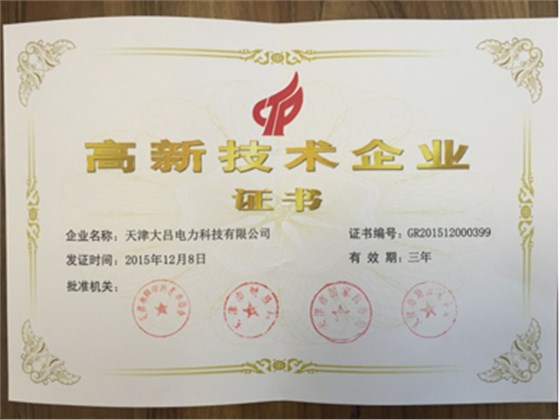 高新技术企业
证书
企业名称：天津大吕电力科技有限公司 证书编号：GR201512000399
发证时间：2015年12月8日 有 效 期：三年
批准机关：